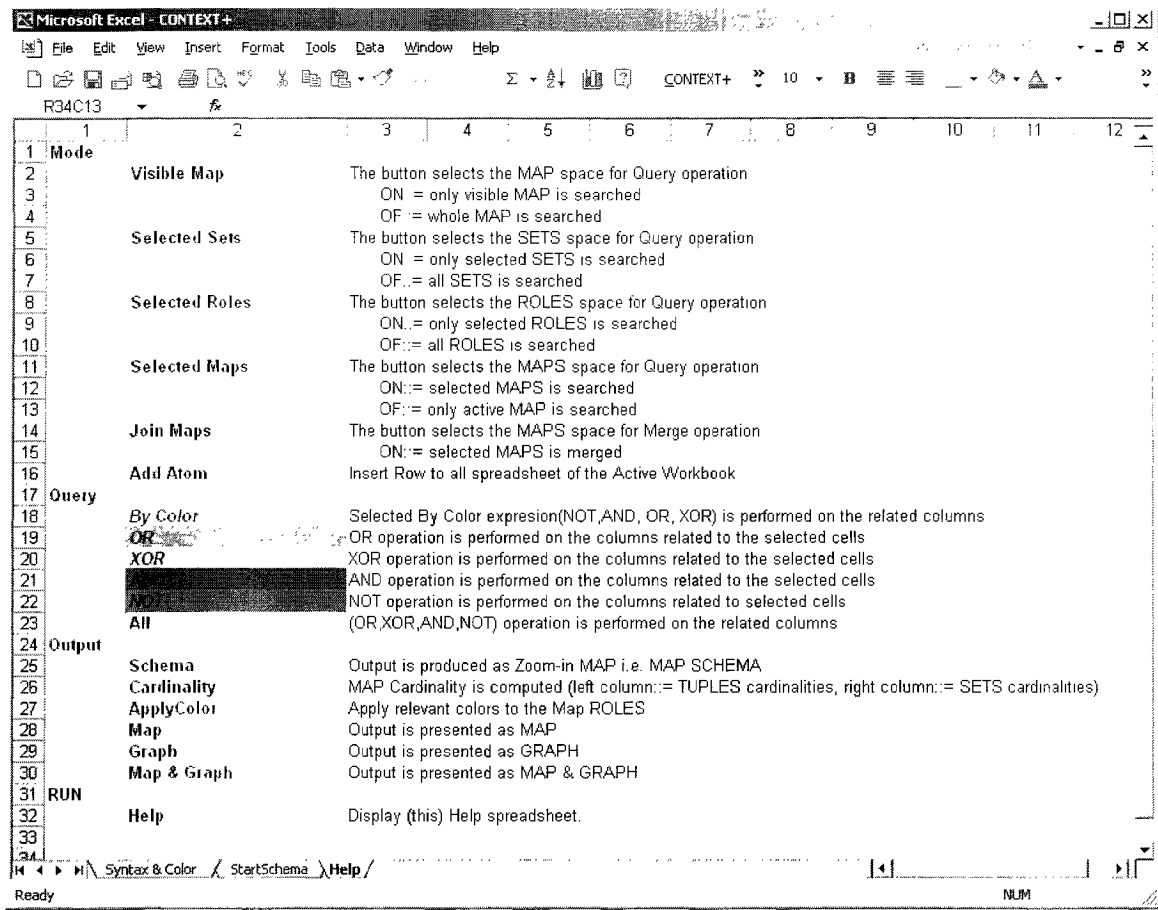 Microsoft Excel - CONTEXT+
File Edit View Insert Format Tools Data Window Help
Σ CONTEXT+ » 10 B »
R34C13 fx
1 2 3 4 5 6 7 8 9 10 11 12
1 Mode
2 Visible Map The button selects the MAP space for Query operation
3 ON = only visible MAP is searched
4 OF := whole MAP is searched
5 Selected Sets The button selects the SETS space for Query operation
6 ON = only selected SETS is searched
7 OF..= all SETS is searched
8 Selected Roles The button selects the ROLES space for Query operation
9 ON..= only selected ROLES is searched
10 OF::= all ROLES is searched
11 Selected Maps The button selects the MAPS space for Query operation
12 ON::= selected MAPS is searched
13 OF::= only active MAP is searched
14 Join Maps The button selects the MAPS space for Merge operation
15 ON::= selected MAPS is merged
16 Add Atom Insert Row to all spreadsheet of the Active Workbook
17 Query
18 By Color Selected By Color expresion(NOT,AND, OR, XOR) is performed on the related columns
19 OR OR operation is performed on the columns related to the selected cells
20 XOR XOR operation is performed on the columns related to the selected cells
21 AND operation is performed on the columns related to the selected cells
22 NOT NOT operation is performed on the columns related to selected cells
23 All (OR,XOR,AND,NOT) operation is performed on the related columns
24 Output
25 Schema Output is produced as Zoom-in MAP i.e. MAP SCHEMA
26 Cardinality MAP Cardinality is computed (left column::= TUPLES cardinalities, right column::= SETS cardinalities)
27 ApplyColor Apply relevant colors to the Map ROLES
28 Map Output is presented as MAP
29 Graph Output is presented as GRAPH
30 Map & Graph Output is presented as MAP & GRAPH
31 RUN
32 Help Display (this) Help spreadsheet.
33
34
Syntax & Color / StartSchema Help
Ready NUM